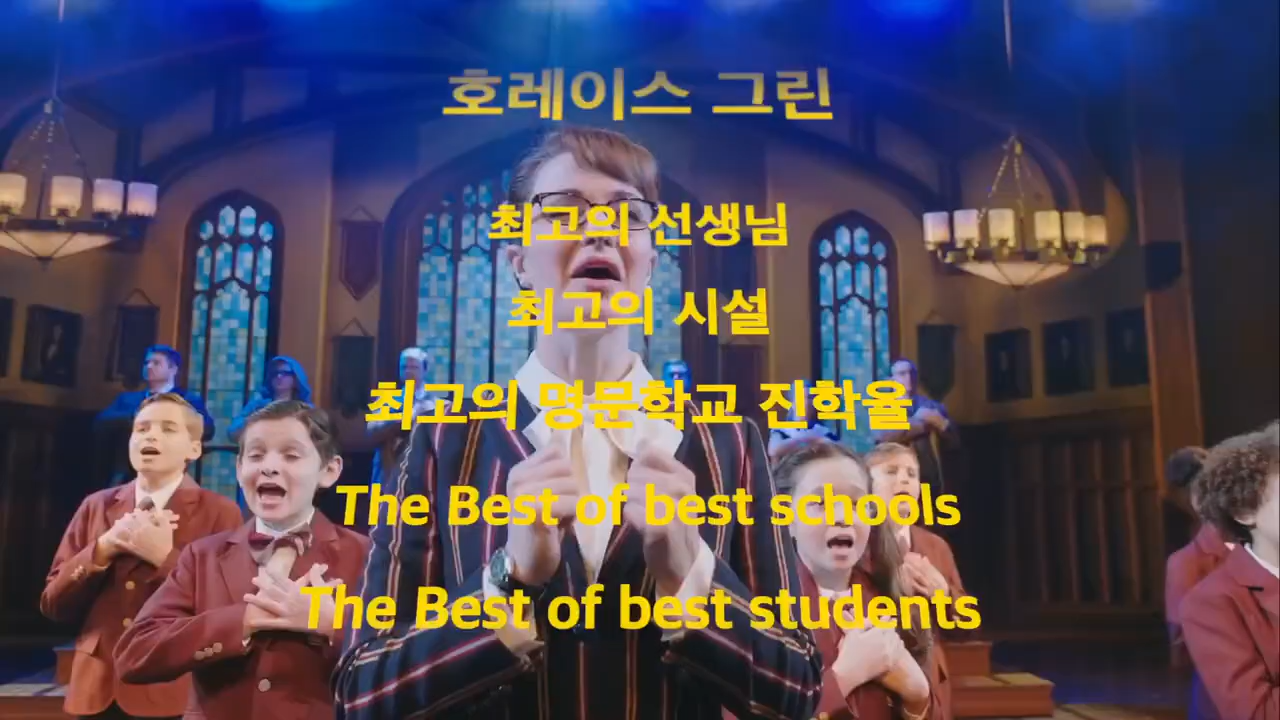 호레이스 그린
최고의 선생님
최고의 시설
최고의 명문학교 진학율
The Best of best schools
The Best of best students